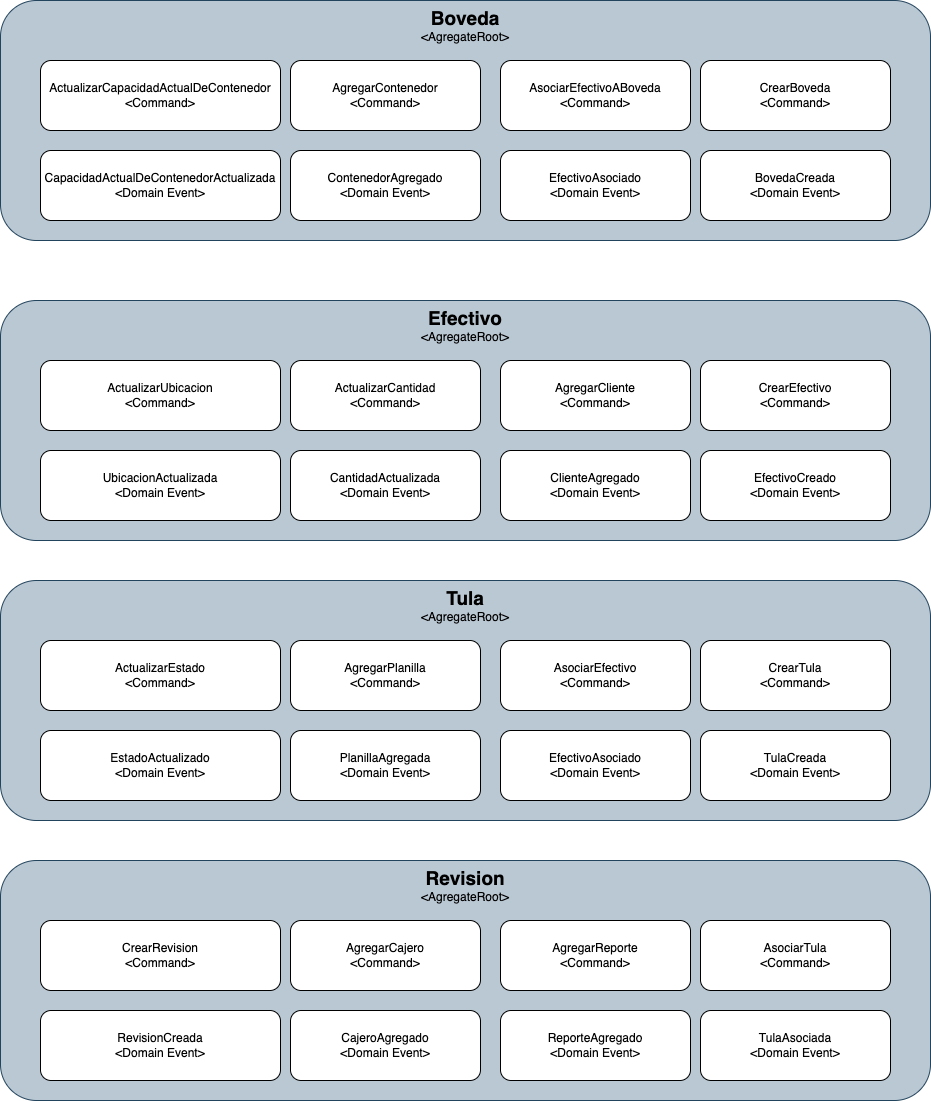 Boveda
<AgregateRoot>
ActualizarCapacidadActualDeContenedor
<Command>
AgregarContenedor
<Command>
AsociarEfectivoABoveda
<Command>
CrearBoveda
<Command>
CapacidadActualDeContenedorActualizada
<Domain Event>
ContenedorAgregado
<Domain Event>
EfectivoAsociado
<Domain Event>
BovedaCreada
<Domain Event>
Efectivo
<AgregateRoot>
ActualizarUbicacion
<Command>
ActualizarCantidad
<Command>
AgregarCliente
<Command>
CrearEfectivo
<Command>
UbicacionActualizada
<Domain Event>
CantidadActualizada
<Domain Event>
ClienteAgregado
<Domain Event>
EfectivoCreado
<Domain Event>
Tula
<AgregateRoot>
ActualizarEstado
<Command>
AgregarPlanilla
<Command>
AsociarEfectivo
<Command>
CrearTula
<Command>
EstadoActualizado
<Domain Event>
PlanillaAgregada
<Domain Event>
EfectivoAsociado
<Domain Event>
TulaCreada
<Domain Event>
Revision
<AgregateRoot>
CrearRevision
<Command>
AgregarCajero
<Command>
AgregarReporte
<Command>
AsociarTula
<Command>
RevisionCreada
<Domain Event>
CajeroAgregado
<Domain Event>
ReporteAgregado
<Domain Event>
TulaAsociada
<Domain Event>